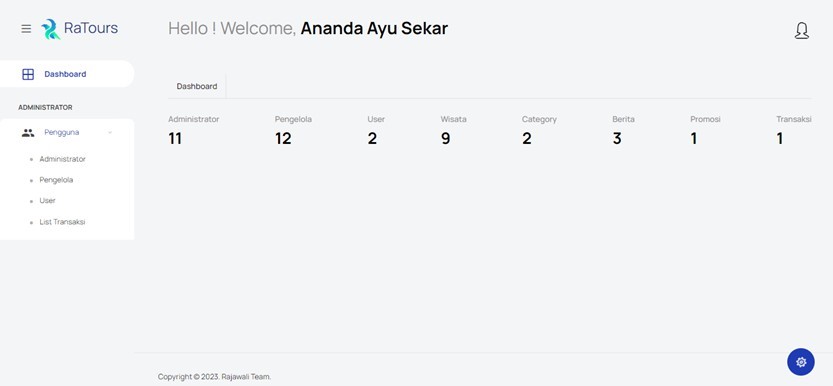 RaTours
Hello ! Welcome, Ananda Ayu Sekar
Dashboard
ADMINISTRATOR
Pengguna
Administrator
Pengelola
User
List Transaksi
Dashboard
Administrator Pengelola User Wisata Category Berita Promosi Transaksi
11 12 2 9 2 3 1 1
Copyright © 2023. Rajawali Team.